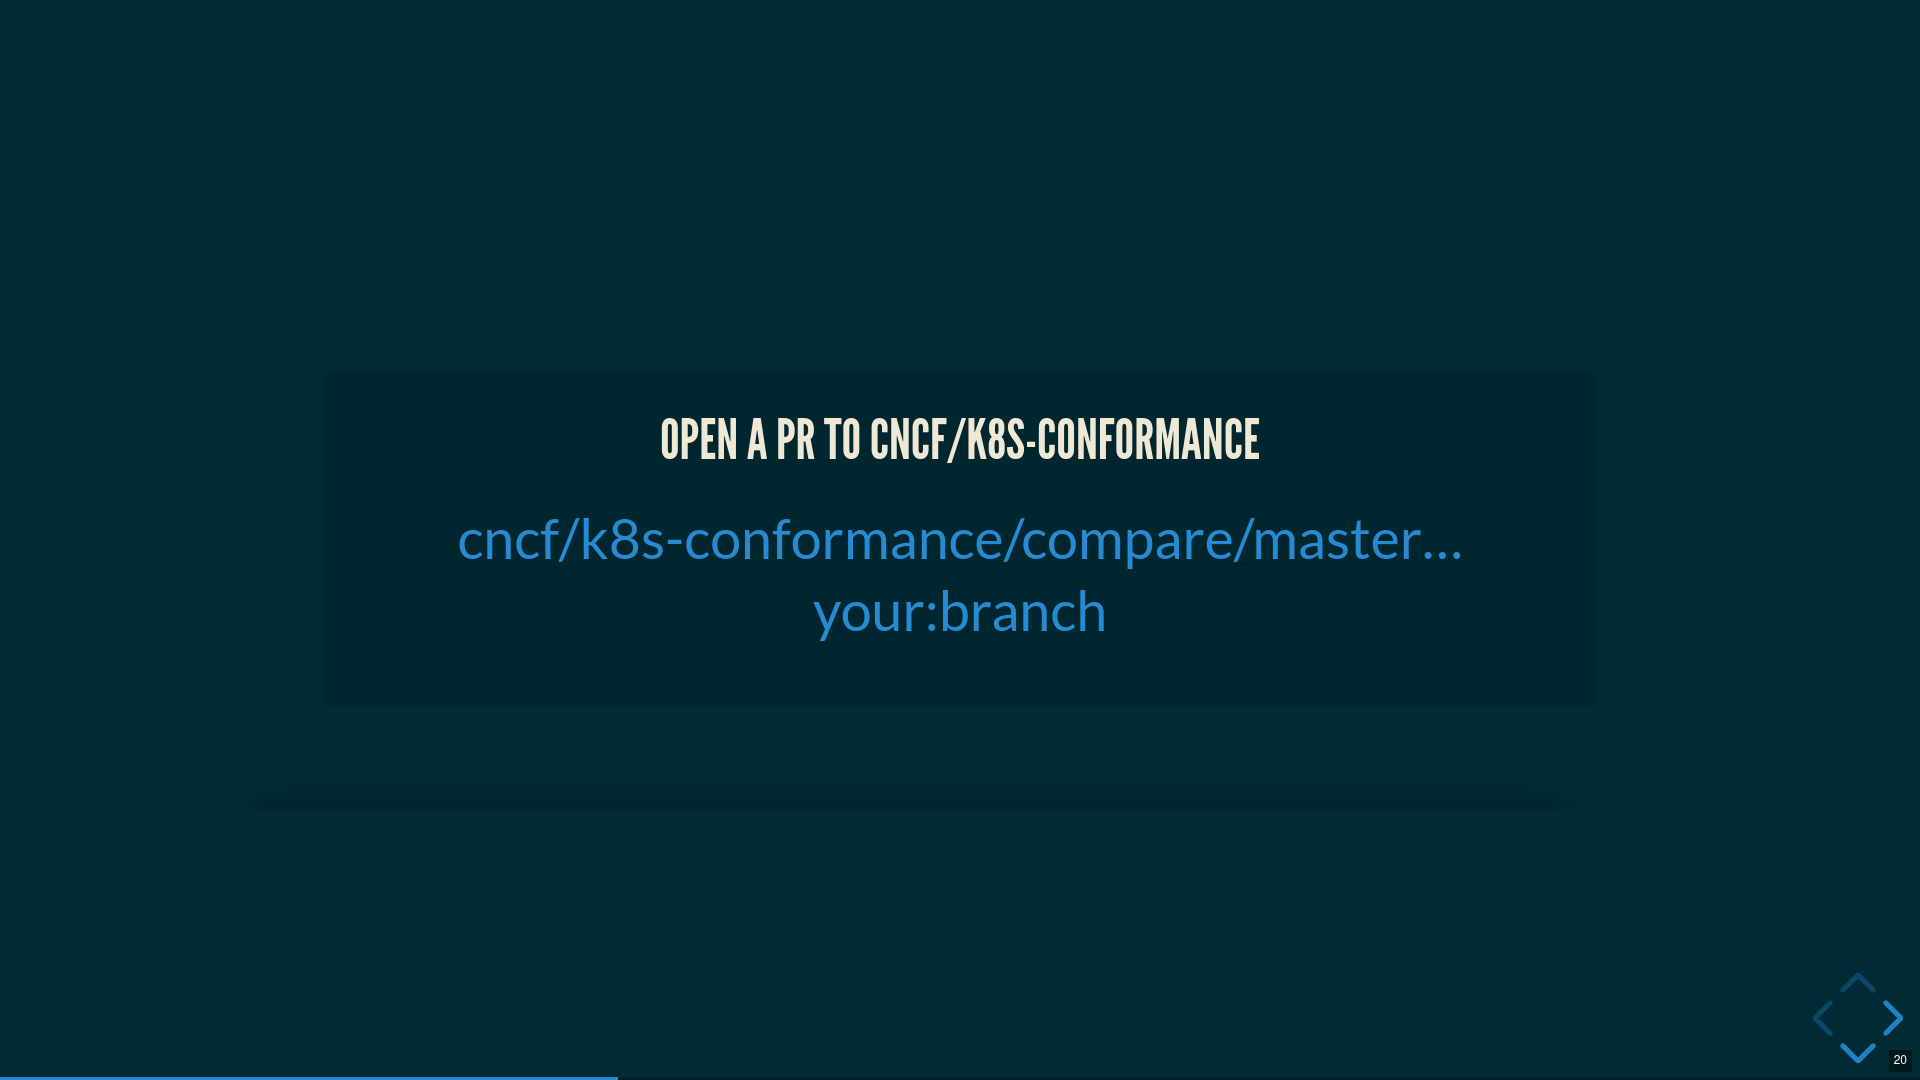 OPEN A PR TO CNCF/K8S-CONFORMANCE
cncf/k8s-conformance/compare/master...
your:branch
20